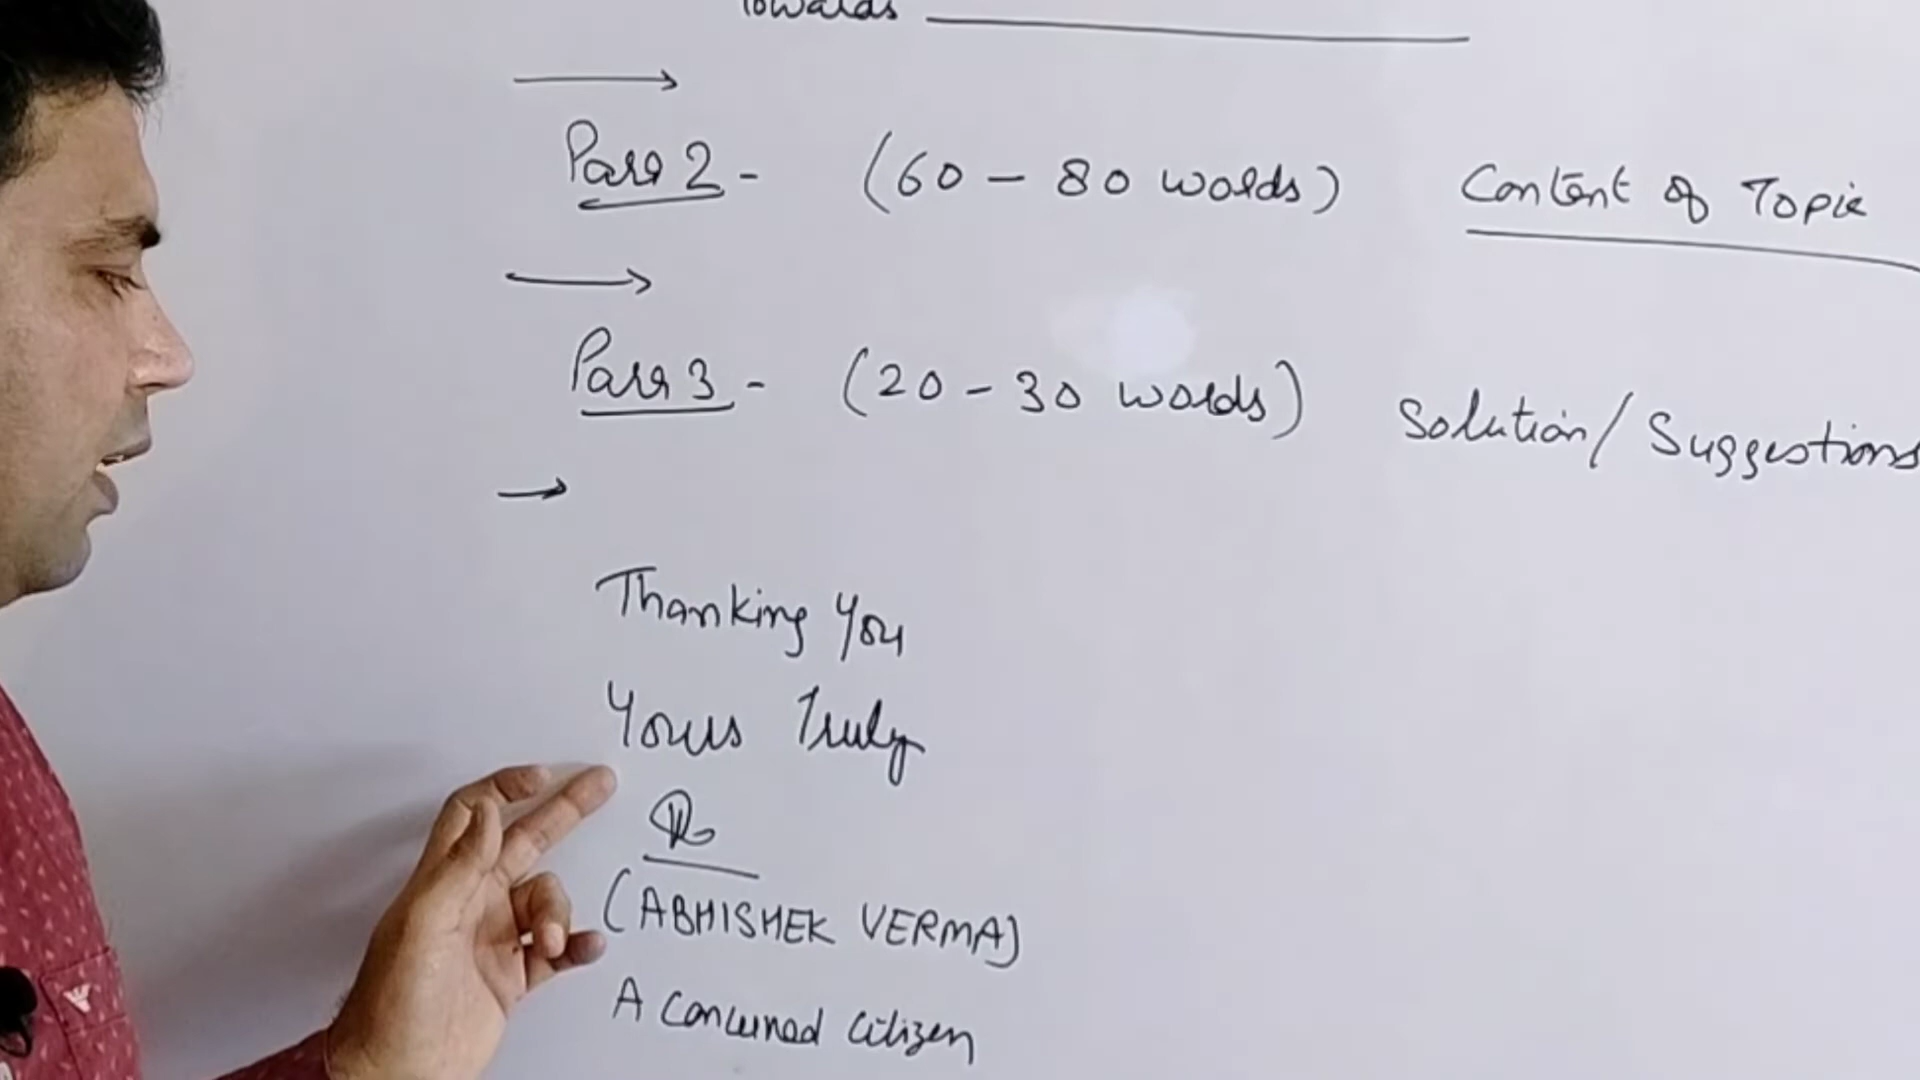 Towards
Para 2 - (60 - 80 words) Content of Topic
Para 3 - (20 - 30 words) Solution/Suggestions
Thanking You
Yours Truly
(ABHISHEK VERMA)
A Concerned Citizen